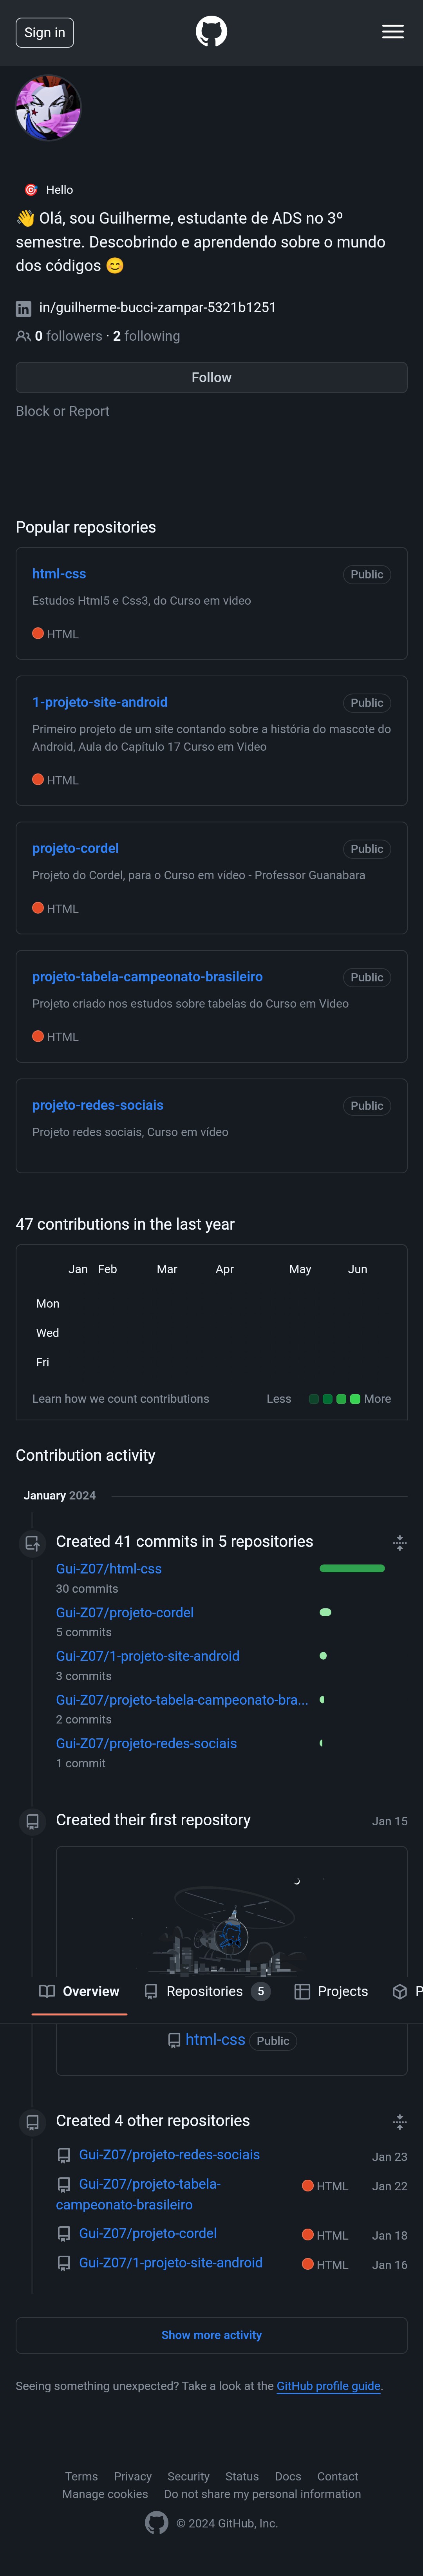 Sign in
Hello
👋 Olá, sou Guilherme, estudante de ADS no 3º
semestre. Descobrindo e aprendendo sobre o mundo
dos códigos 😊
in/guilherme-bucci-zampar-5321b1251
0 followers · 2 following
Follow
Block or Report
Popular repositories
html-css Public
Estudos Html5 e Css3, do Curso em video
HTML
1-projeto-site-android Public
Primeiro projeto de um site contando sobre a história do mascote do
Android, Aula do Capítulo 17 Curso em Video
HTML
projeto-cordel Public
Projeto do Cordel, para o Curso em vídeo - Professor Guanabara
HTML
projeto-tabela-campeonato-brasileiro Public
Projeto criado nos estudos sobre tabelas do Curso em Video
HTML
projeto-redes-sociais Public
Projeto redes sociais, Curso em vídeo
47 contributions in the last year
Jan Feb Mar Apr May Jun
Mon
Wed
Fri
Learn how we count contributions Less More
Contribution activity
January 2024
Created 41 commits in 5 repositories
Gui-Z07/html-css
30 commits
Gui-Z07/projeto-cordel
5 commits
Gui-Z07/1-projeto-site-android
3 commits
Gui-Z07/projeto-tabela-campeonato-bra...
2 commits
Gui-Z07/projeto-redes-sociais
1 commit
Created their first repository Jan 15
Overview Repositories 5 Projects P
html-css Public
Created 4 other repositories
Gui-Z07/projeto-redes-sociais Jan 23
Gui-Z07/projeto-tabela- HTML Jan 22
campeonato-brasileiro
Gui-Z07/projeto-cordel HTML Jan 18
Gui-Z07/1-projeto-site-android HTML Jan 16
Show more activity
Seeing something unexpected? Take a look at the GitHub profile guide.
Terms Privacy Security Status Docs Contact
Manage cookies Do not share my personal information
© 2024 GitHub, Inc.